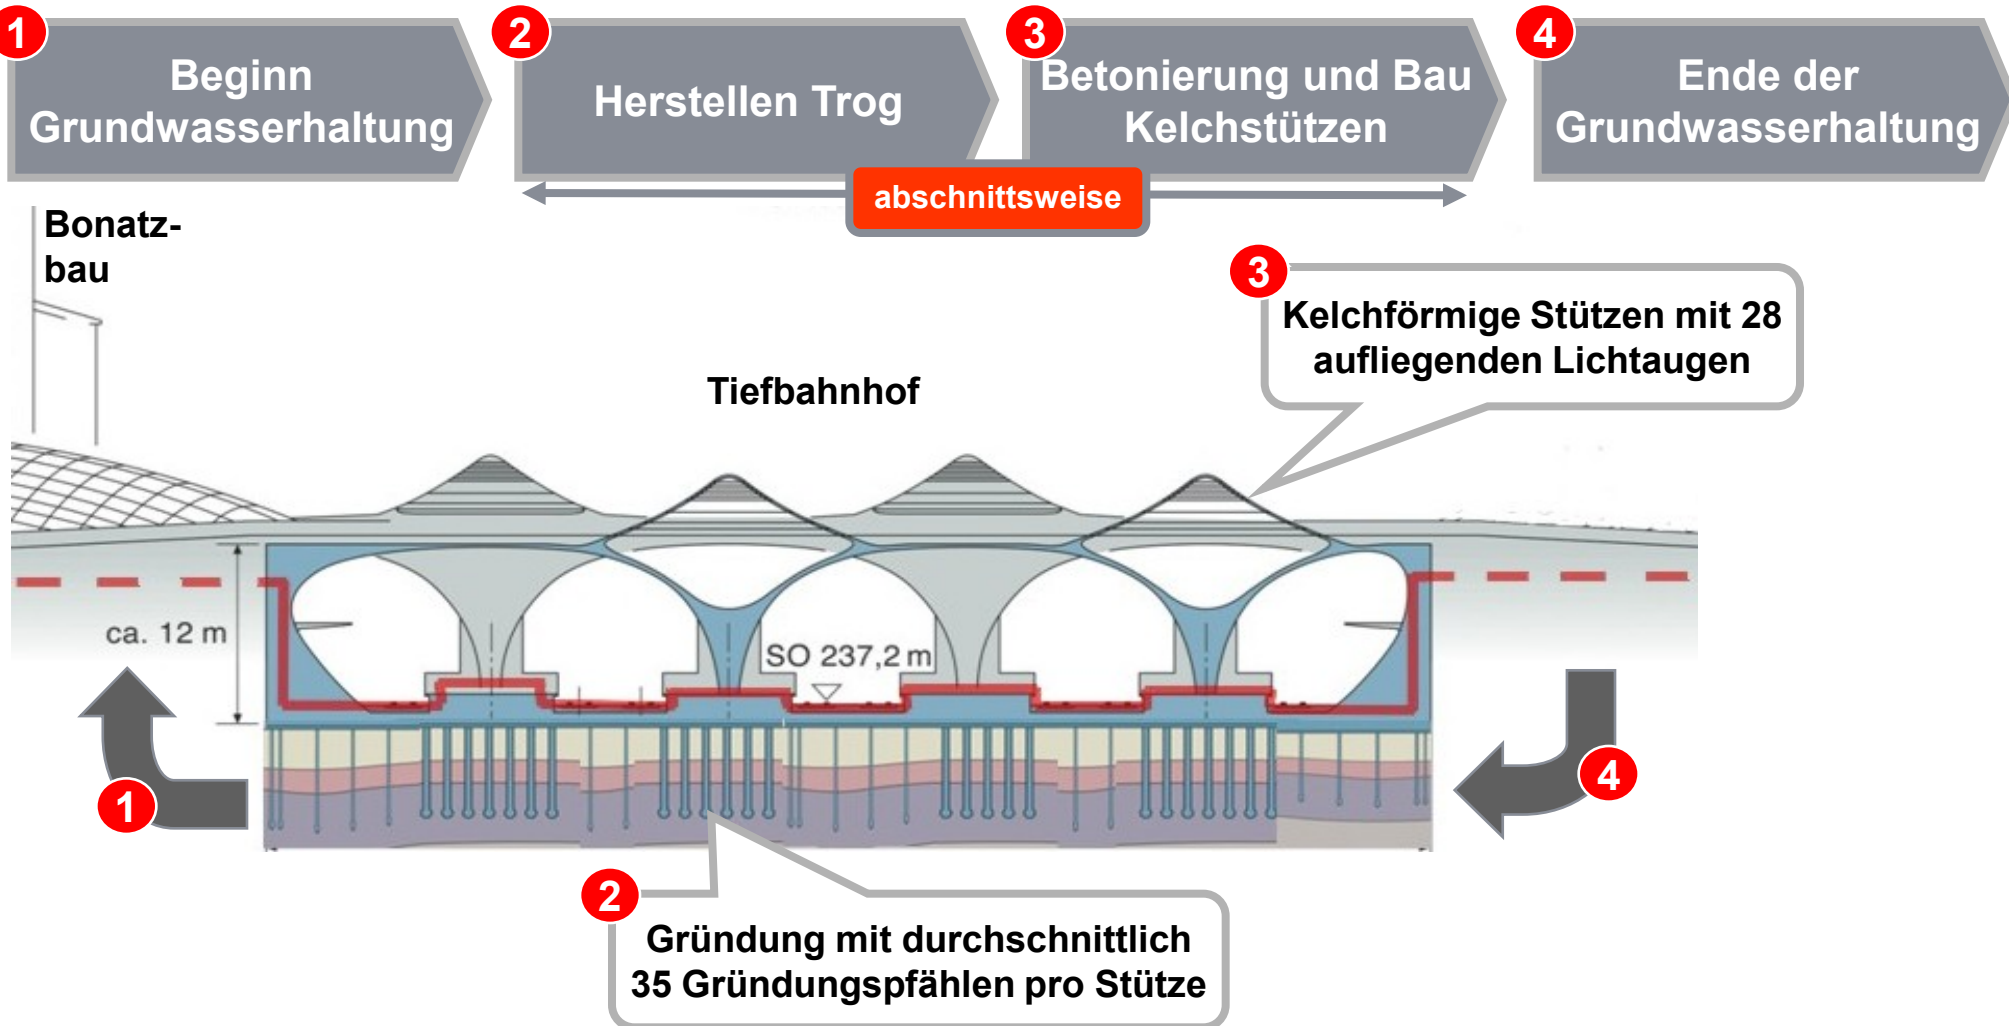 1
Beginn
Grundwasserhaltung
2
Herstellen Trog
3
Betonierung und Bau
Kelchstützen
4
Ende der
Grundwasserhaltung
abschnittsweise
Bonatz-
bau
3
Kelchförmige Stützen mit 28
aufliegenden Lichtaugen
Tiefbahnhof
ca. 12 m
SO 237,2 m
1
4
2
Gründung mit durchschnittlich
35 Gründungspfählen pro Stütze